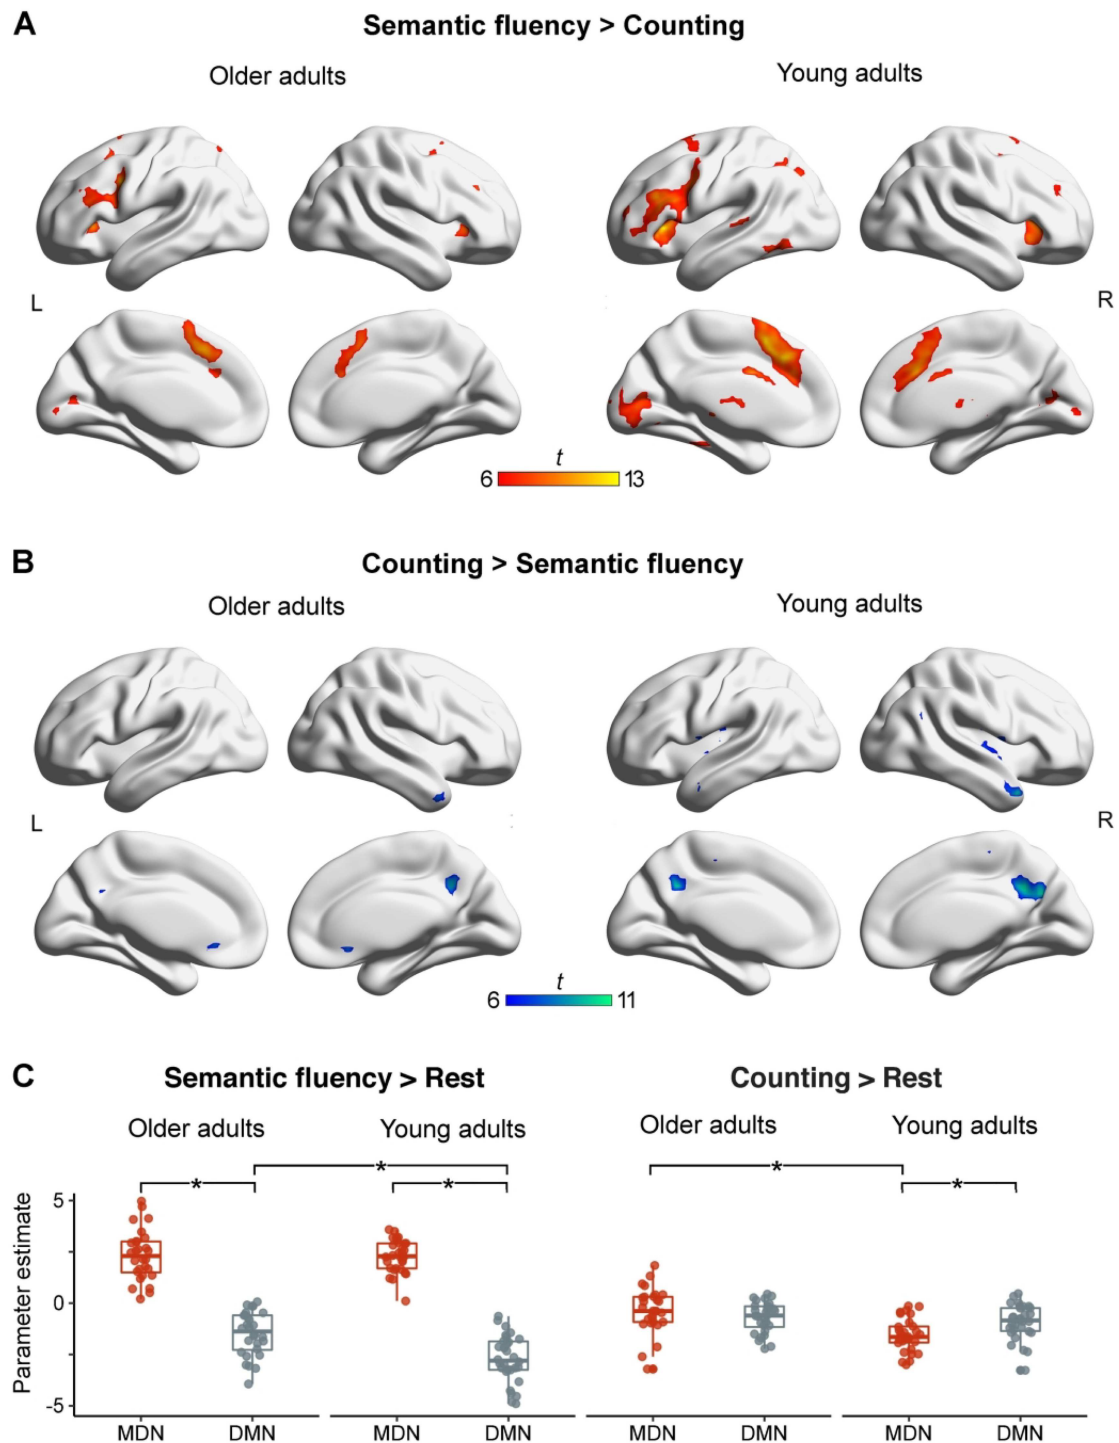 A
Semantic fluency > Counting
Older adults
Young adults
L
R
t
6
13
B
Counting > Semantic fluency
Older adults
Young adults
L
R
t
6
11
C
Semantic fluency > Rest
Counting > Rest
Older adults
Young adults
Older adults
Young adults
*
*
*
*
*
Parameter estimate
5
0
-5
MDN
DMN
MDN
DMN
MDN
DMN
MDN
DMN